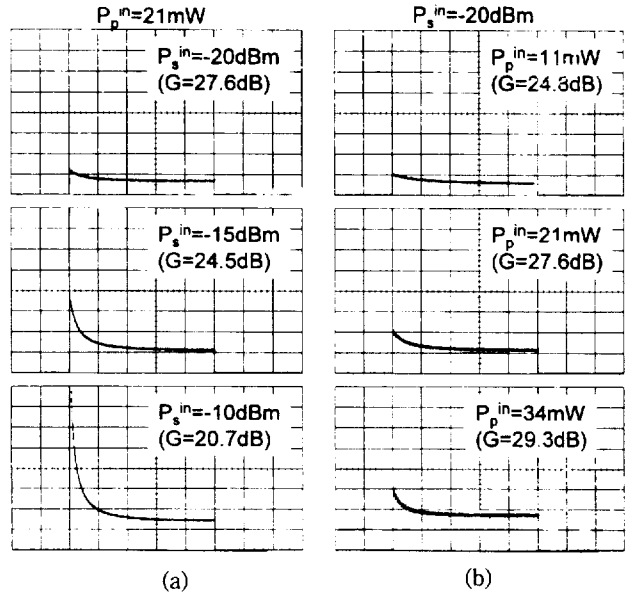 P_p^in=21mW
P_s^in=-20dBm
(G=27.6dB)
P_s^in=-15dBm
(G=24.5dB)
P_s^in=-10dBm
(G=20.7dB)
(a)
P_s^in=-20dBm
P_p^in=11mW
(G=24.8dB)
P_p^in=21mW
(G=27.6dB)
P_p^in=34mW
(G=29.3dB)
(b)